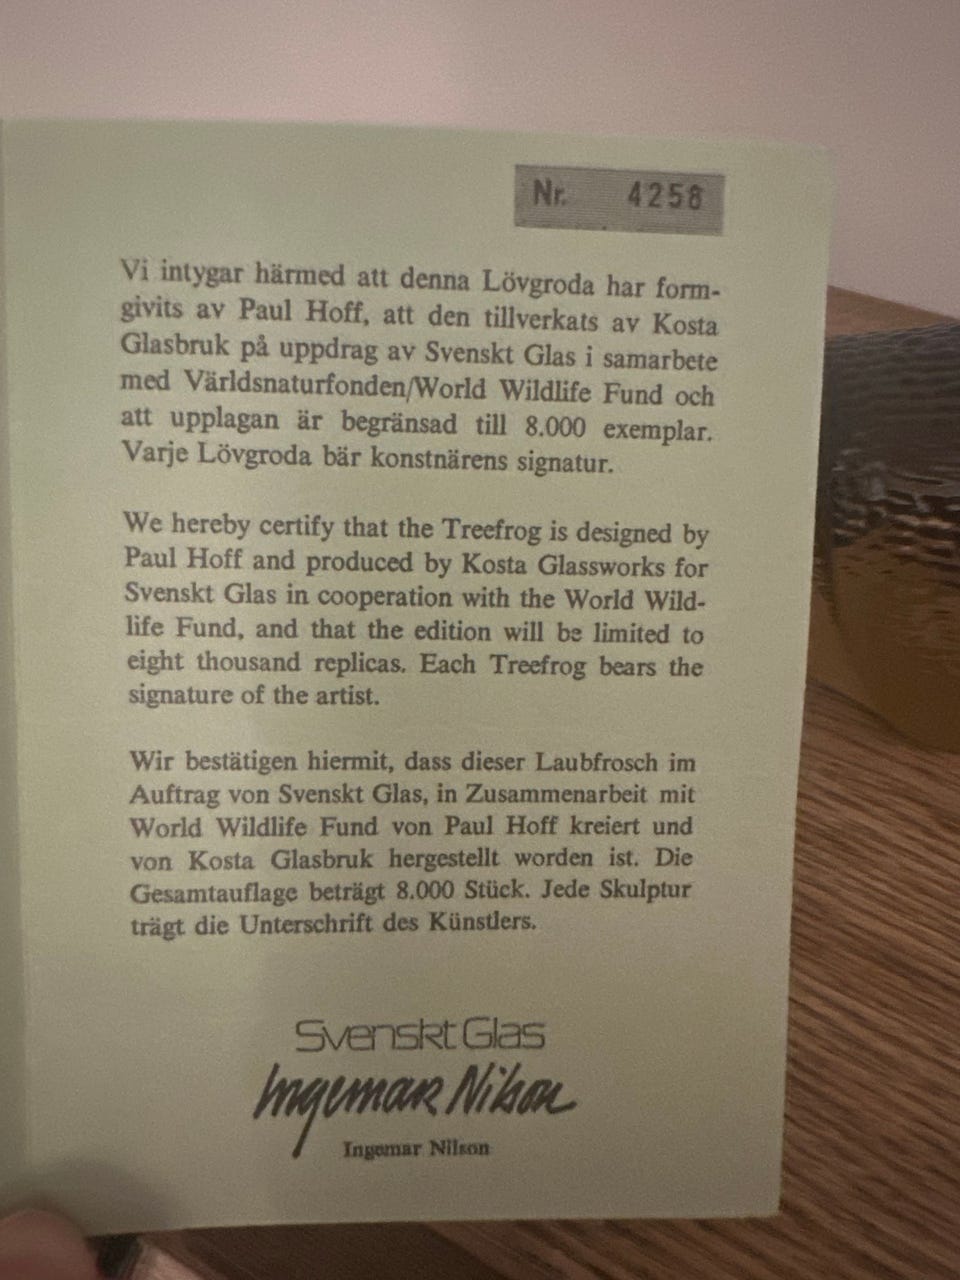 Nr. 4258
Vi intygar härmed att denna Lövgroda har form-
givits av Paul Hoff, att den tillverkats av Kosta
Glasbruk på uppdrag av Svenskt Glas i samarbete
med Världsnaturfonden/World Wildlife Fund och
att upplagan är begränsad till 8.000 exemplar.
Varje Lövgroda bär konstnärens signatur.
We hereby certify that the Treefrog is designed by
Paul Hoff and produced by Kosta Glassworks for
Svenskt Glas in cooperation with the World Wild-
life Fund, and that the edition will be limited to
eight thousand replicas. Each Treefrog bears the
signature of the artist.
Wir bestätigen hiermit, dass dieser Laubfrosch im
Auftrag von Svenskt Glas, in Zusammenarbeit mit
World Wildlife Fund von Paul Hoff kreiert und
von Kosta Glasbruk hergestellt worden ist. Die
Gesamtauflage beträgt 8.000 Stück. Jede Skulptur
trägt die Unterschrift des Künstlers.
Svenskt Glas
Ingemar Nilson
Ingemar Nilson